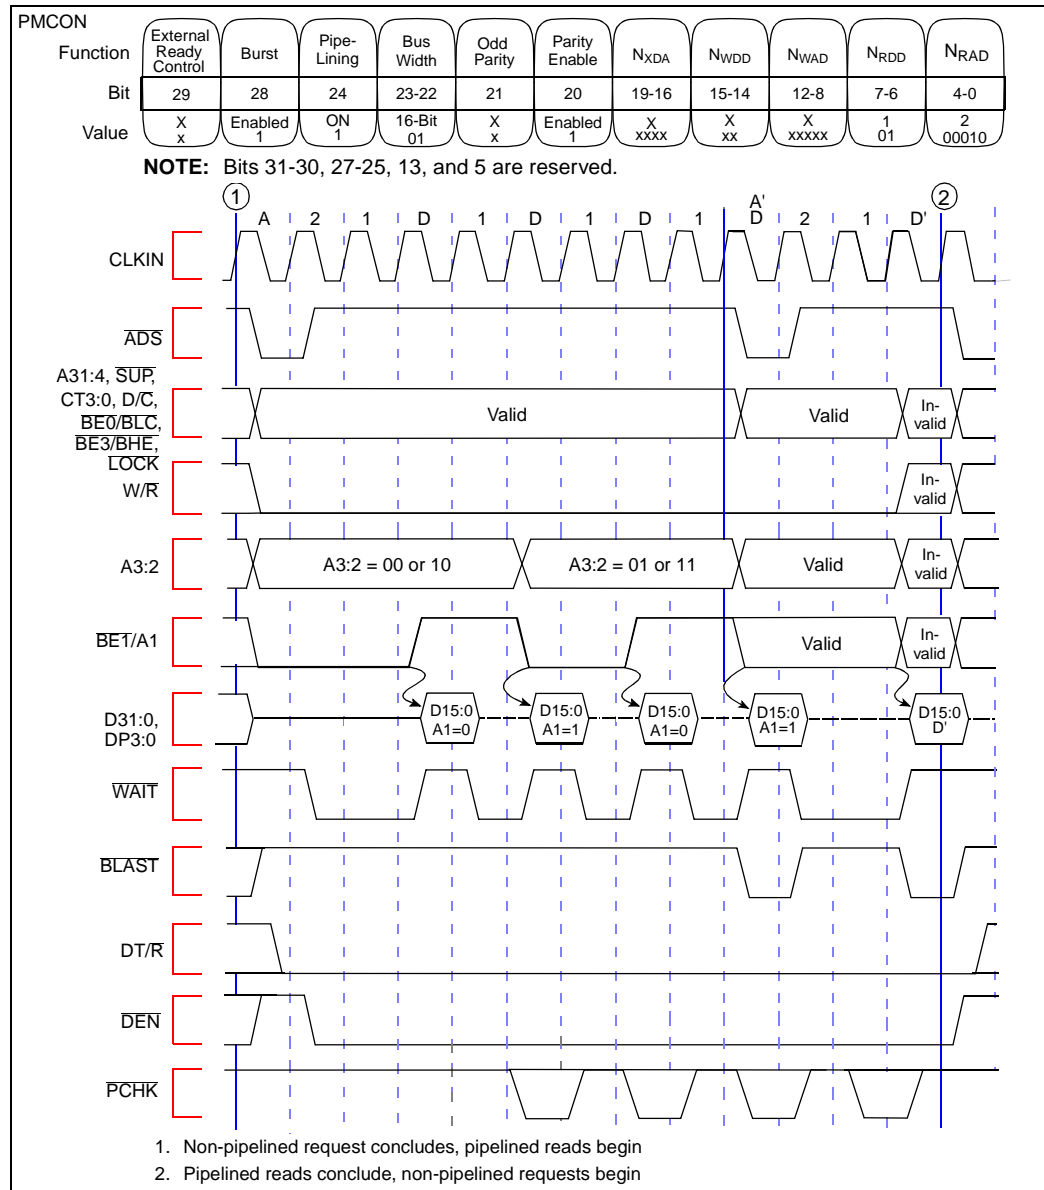 PMCON
Function External Ready Control Burst Pipe-Lining Bus Width Odd Parity Parity Enable NXDA NWDD NWAD NRDD NRAD
Bit 29 28 24 23-22 21 20 19-16 15-14 12-8 7-6 4-0
Value X x Enabled 1 ON 1 16-Bit 01 X x Enabled 1 X xxxx X xx X xxxxx 1 01 2 00010
NOTE: Bits 31-30, 27-25, 13, and 5 are reserved.
1 2
A'
A 2 1 D 1 D 1 D 1 D 2 1 D'
CLKIN
ADS
A31:4, SUP,
CT3:0, D/C,
BE0/BLC,
BE3/BHE,
LOCK
Valid Valid In-valid
W/R In-valid
A3:2 A3:2 = 00 or 10 A3:2 = 01 or 11 Valid In-valid
BE1/A1 Valid In-valid
D31:0,
DP3:0
D15:0 D15:0 D15:0 D15:0 D15:0
A1=0 A1=1 A1=0 A1=1 D'
WAIT
BLAST
DT/R
DEN
PCHK
1. Non-pipelined request concludes, pipelined reads begin
2. Pipelined reads conclude, non-pipelined requests begin